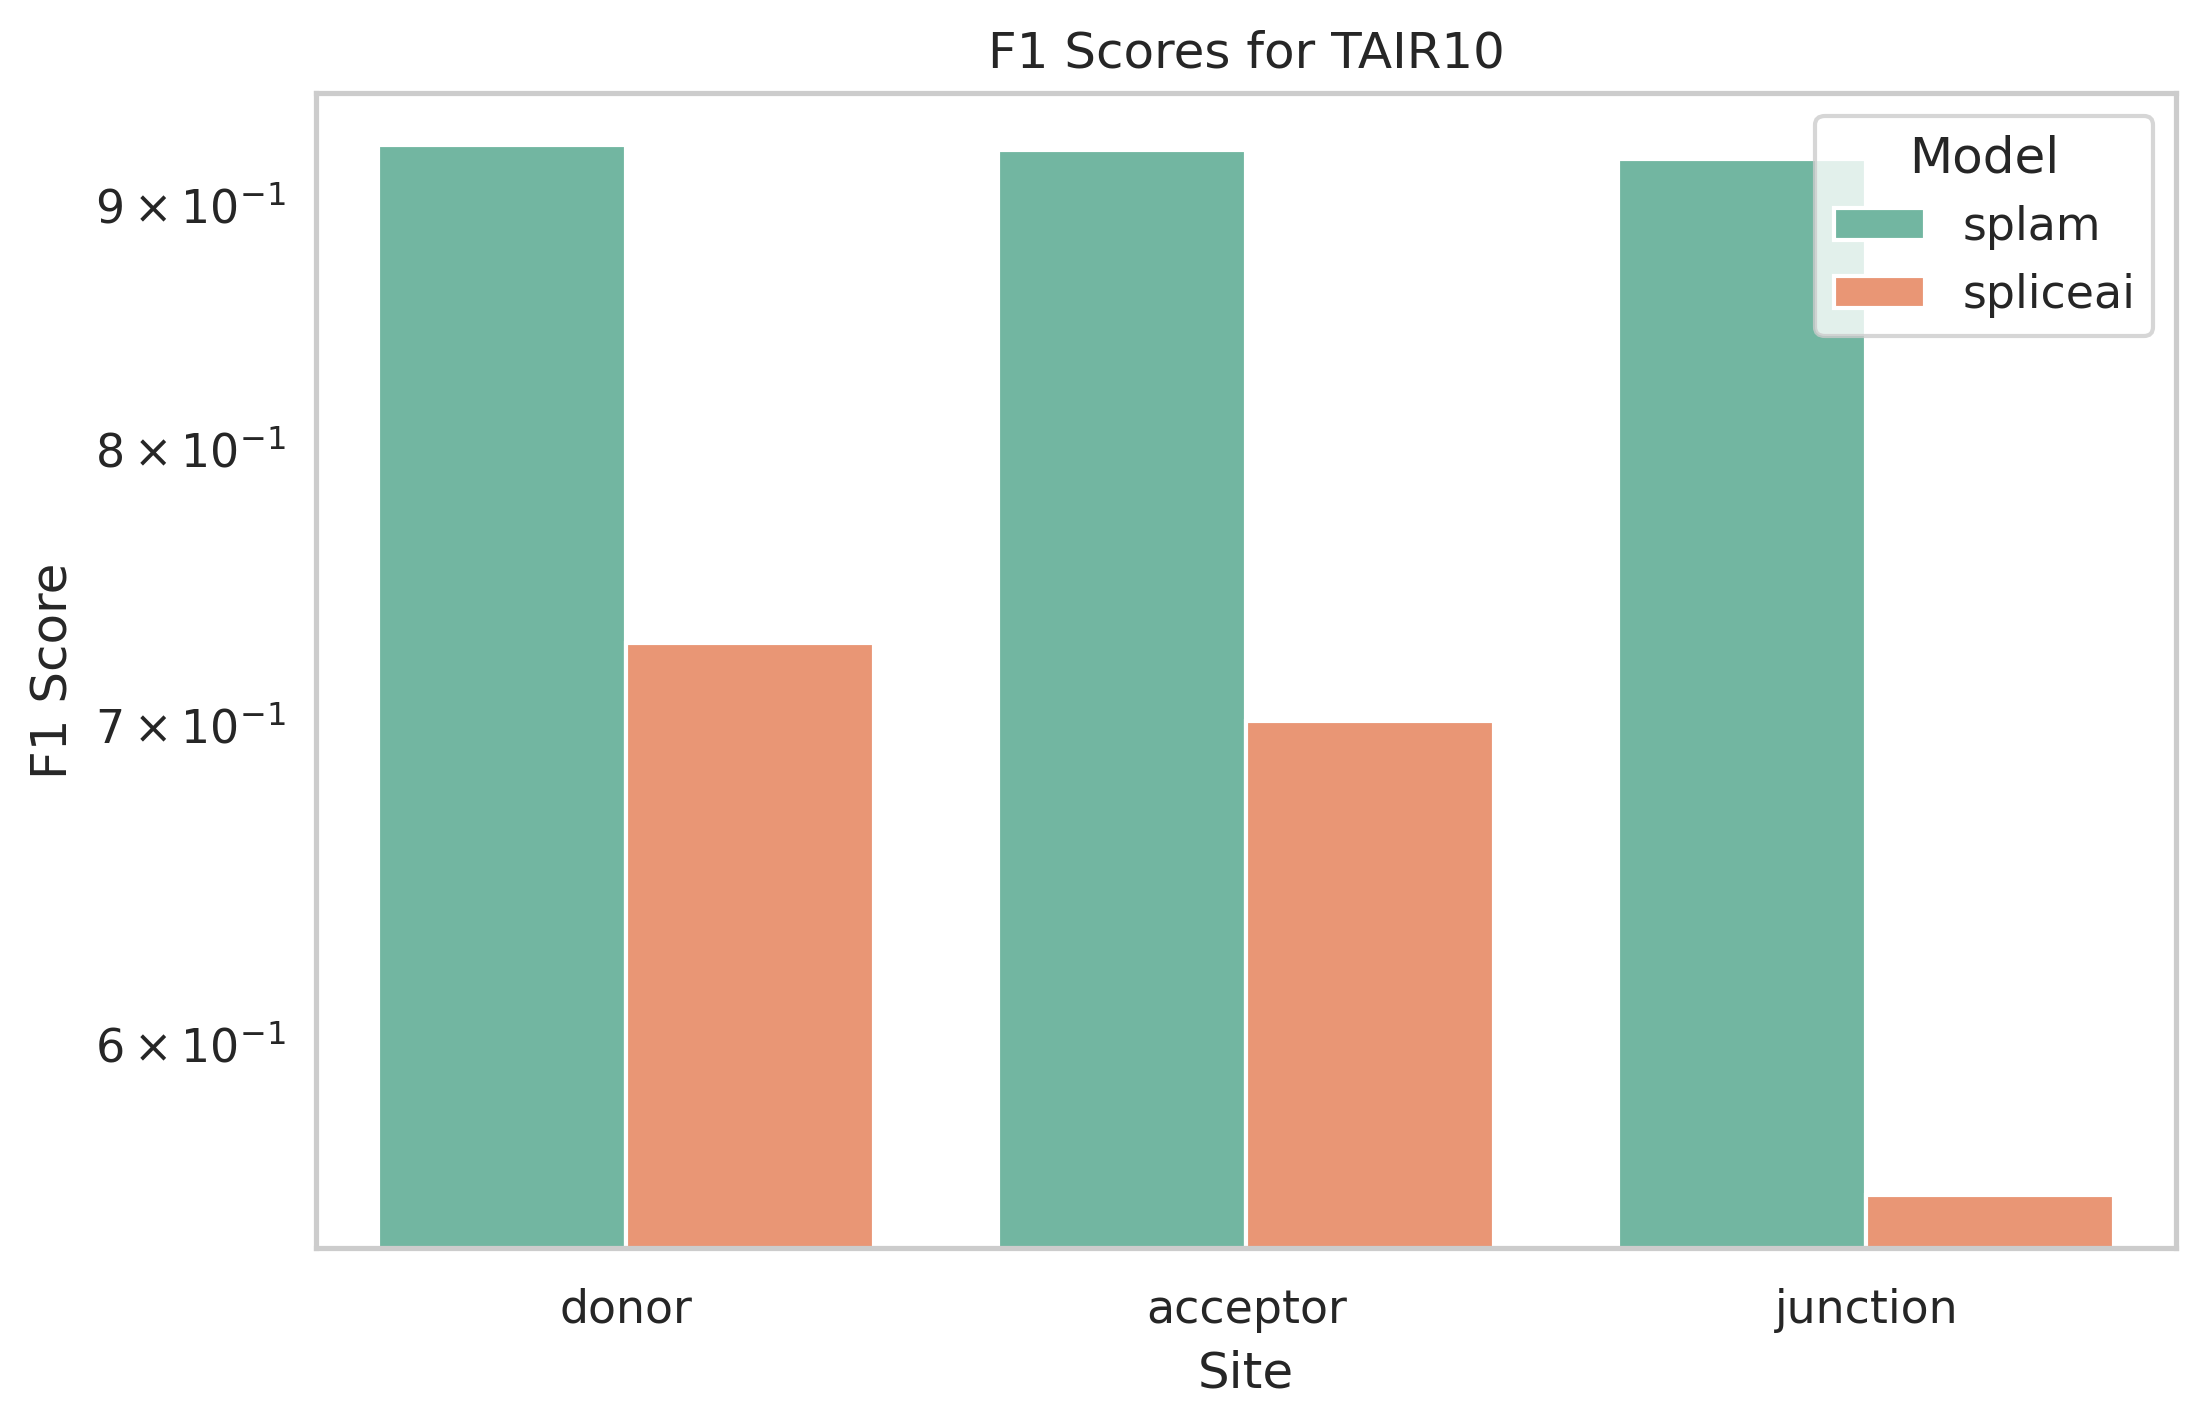 F1 Scores for TAIR10
Model
splam
spliceai
F1 Score
9 × 10⁻¹
8 × 10⁻¹
7 × 10⁻¹
6 × 10⁻¹
donor
acceptor
junction
Site